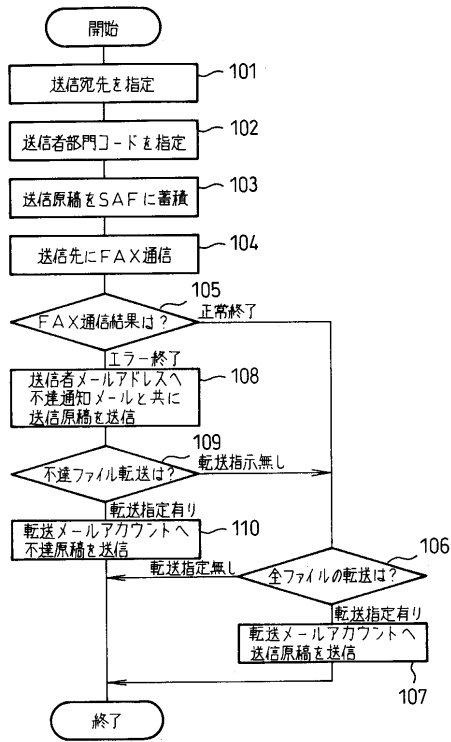 開始
送信宛先を指定
101
送信者部門コードを指定
102
送信原稿をSAFに蓄積
103
送信先にFAX通信
104
105
FAX通信結果は?
正常終了
エラー終了
送信者メールアドレスへ
不達通知メールと共に
送信原稿を送信
108
109
不達ファイル転送は?
転送指示無し
転送指定有り
転送メールアカウントへ
不達原稿を送信
110
106
全ファイルの転送は?
転送指定無し
転送指定有り
転送メールアカウントへ
送信原稿を送信
107
終了